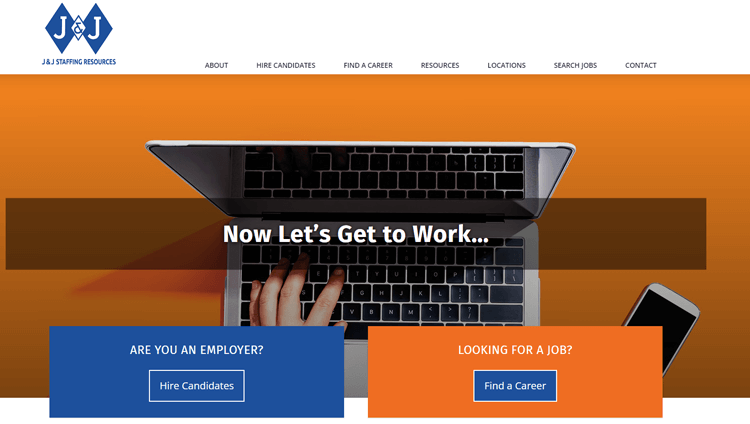 J & J
J&J STAFFING RESOURCES
ABOUT
HIRE CANDIDATES
FIND A CAREER
RESOURCES
LOCATIONS
SEARCH JOBS
CONTACT
Now Let's Get to Work...
ARE YOU AN EMPLOYER?
LOOKING FOR A JOB?
Hire Candidates
Find a Career